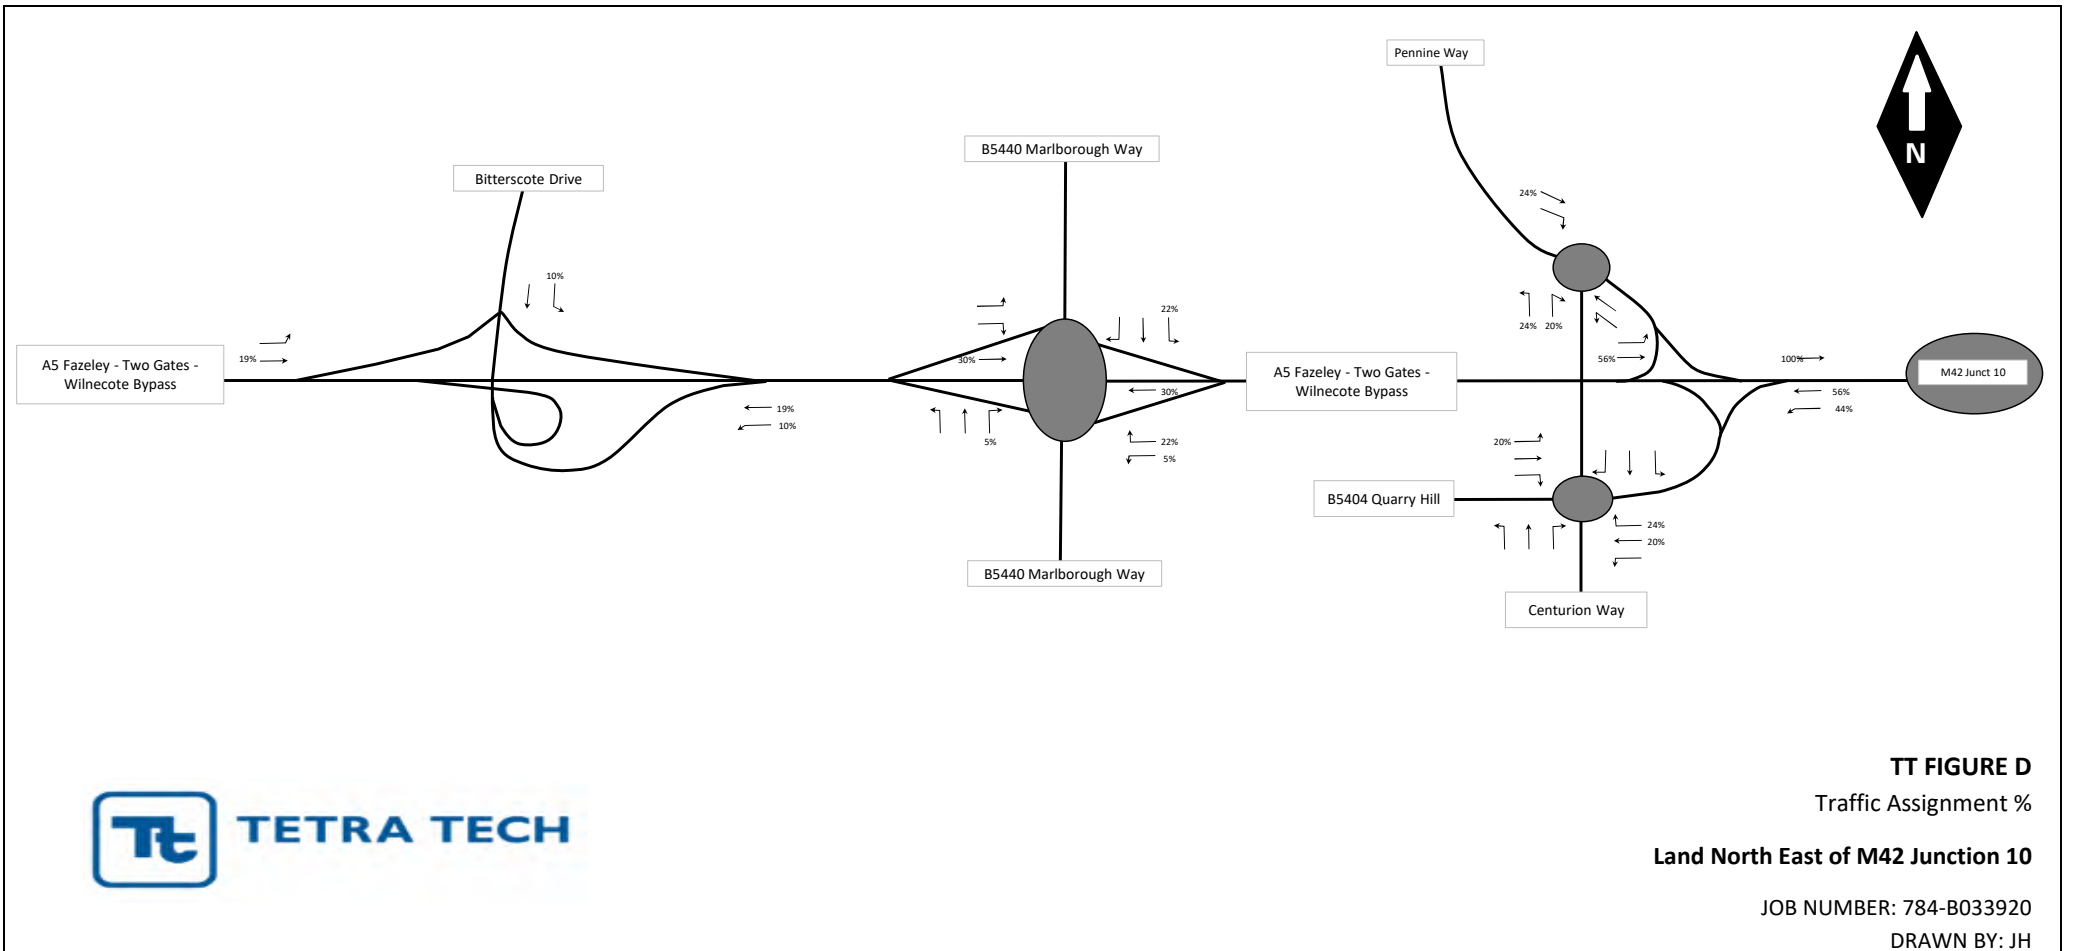 Pennine Way
B5440 Marlborough Way
Bitterscote Drive
N
24%
10%
22%
24% 20%
19%
A5 Fazeley - Two Gates -
Wilnecote Bypass
30%
A5 Fazeley - Two Gates -
Wilnecote Bypass
56%
100%
M42 Junct 10
30%
56%
44%
19%
10%
5%
22%
5%
20%
B5404 Quarry Hill
24%
20%
B5440 Marlborough Way
Centurion Way
TT FIGURE D
Traffic Assignment %
Land North East of M42 Junction 10
JOB NUMBER: 784-B033920
DRAWN BY: JH
Tt TETRA TECH